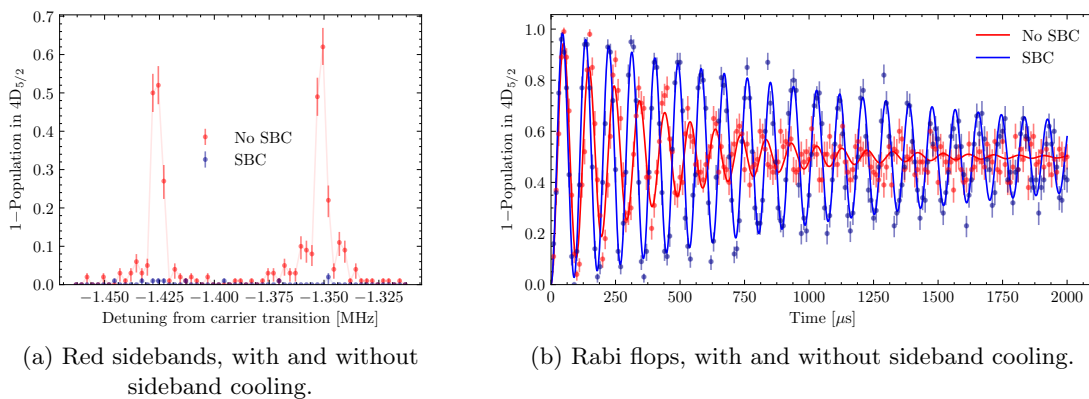 1−Population in 4D5/2
0.7
0.6
0.5
0.4
0.3
0.2
0.1
0.0
No SBC
SBC
−1.450 −1.425 −1.400 −1.375 −1.350 −1.325
Detuning from carrier transition [MHz]
(a) Red sidebands, with and without
sideband cooling.
1−Population in 4D5/2
1.0
0.8
0.6
0.4
0.2
0.0
No SBC
SBC
0 250 500 750 1000 1250 1500 1750 2000
Time [μs]
(b) Rabi flops, with and without sideband cooling.